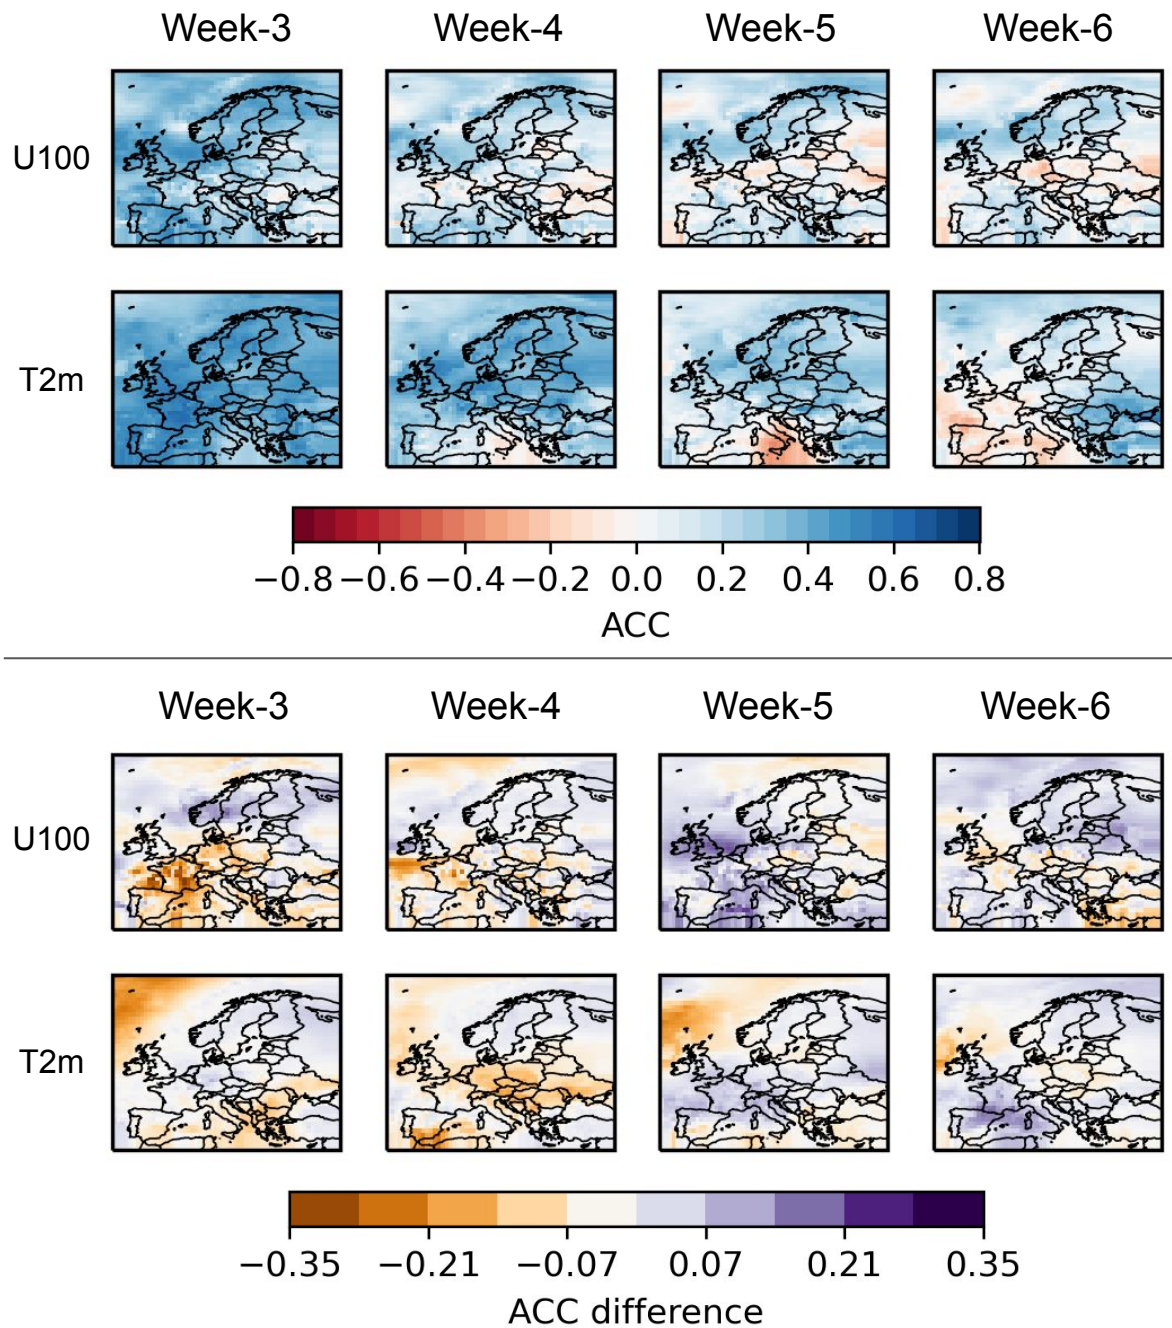 Week-3 Week-4 Week-5 Week-6
U100
T2m
−0.8 −0.6 −0.4 −0.2 0.0 0.2 0.4 0.6 0.8
ACC
Week-3 Week-4 Week-5 Week-6
U100
T2m
−0.35 −0.21 −0.07 0.07 0.21 0.35
ACC difference